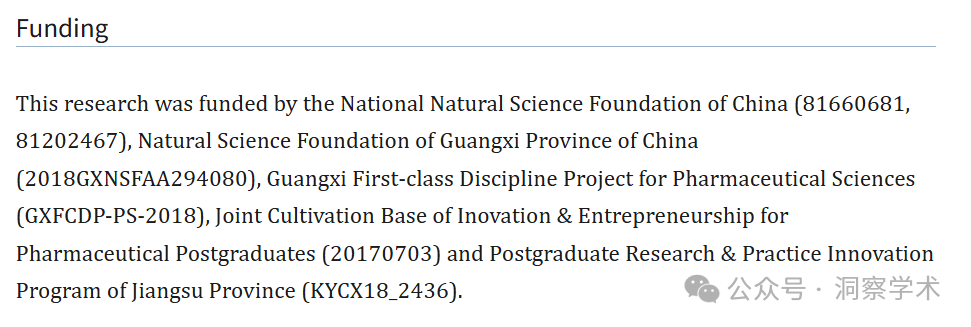 Funding
This research was funded by the National Natural Science Foundation of China (81660681,
81202467), Natural Science Foundation of Guangxi Province of China
(2018GXNSFAA294080), Guangxi First-class Discipline Project for Pharmaceutical Sciences
(GXFCDP-PS-2018), Joint Cultivation Base of Inovation & Entrepreneurship for
Pharmaceutical Postgraduates (20170703) and Postgraduate Research & Practice Innovation
Program of Jiangsu Province (KYCX18_2436).
公众号 · 洞察学术